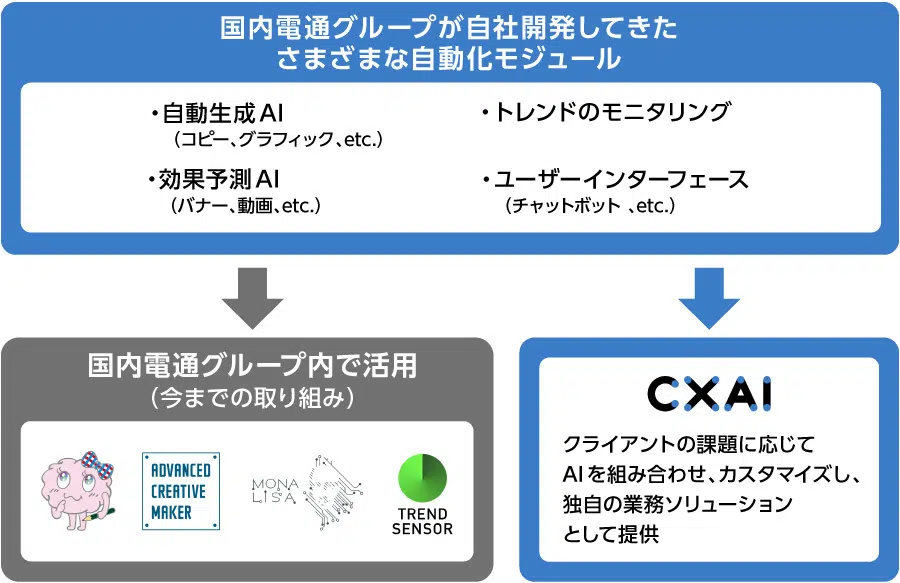 国内電通グループが自社開発してきた
さまざまな自動化モジュール
・自動生成AI
（コピー、グラフィック、etc.）
・トレンドのモニタリング
・効果予測AI
（バナー、動画、etc.）
・ユーザーインターフェース
（チャットボット 、etc.）
国内電通グループ内で活用
（今までの取り組み）
ADVANCED
CREATIVE
MAKER
MONA
LISA
TREND
SENSOR
CXAI
クライアントの課題に応じて
AIを組み合わせ、カスタマイズし、
独自の業務ソリューション
として提供